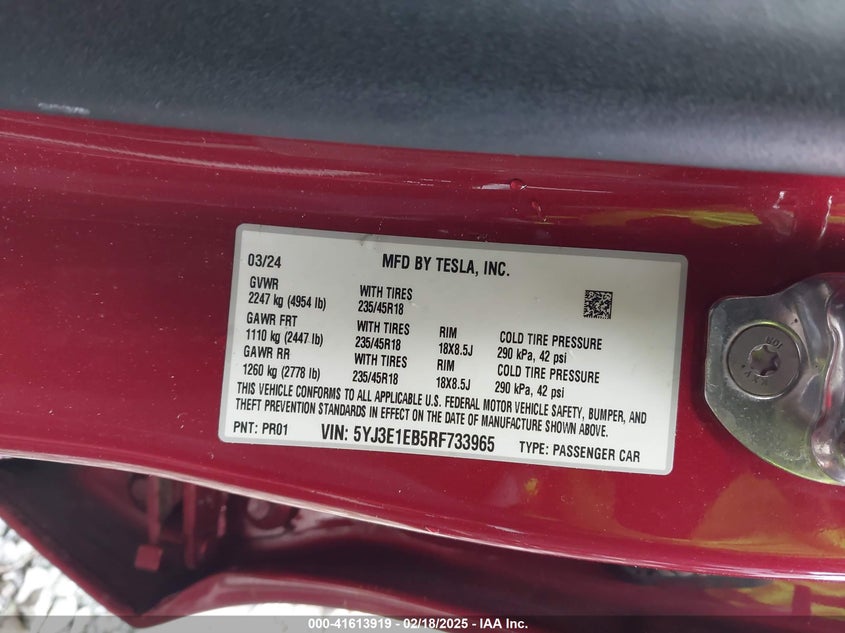 03/24 MFD BY TESLA, INC.
GVWR
2247 kg (4954 lb) WITH TIRES 235/45R18
GAWR FRT
1110 kg (2447 lb) WITH TIRES 235/45R18 RIM 18X8.5J COLD TIRE PRESSURE 290 kPa, 42 psi
GAWR RR
1260 kg (2778 lb) WITH TIRES 235/45R18 RIM 18X8.5J COLD TIRE PRESSURE 290 kPa, 42 psi
THIS VEHICLE CONFORMS TO ALL APPLICABLE U.S. FEDERAL MOTOR VEHICLE SAFETY, BUMPER, AND
THEFT PREVENTION STANDARDS IN EFFECT ON THE DATE OF MANUFACTURE SHOWN ABOVE.
PNT: PR01 VIN: 5YJ3E1EB5RF733965 TYPE: PASSENGER CAR
000-41613919 - 02/18/2025 - IAA, Inc.